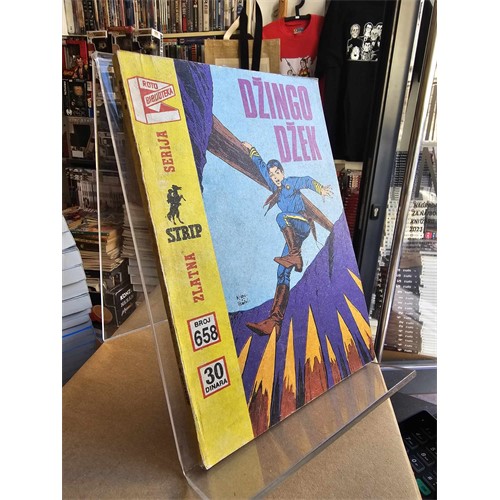 ROTO
BIBLIOTEKA
DŽINGO
DŽEK
ZLATNA SERIJA
STRIP
BROJ
658
30
DINARA